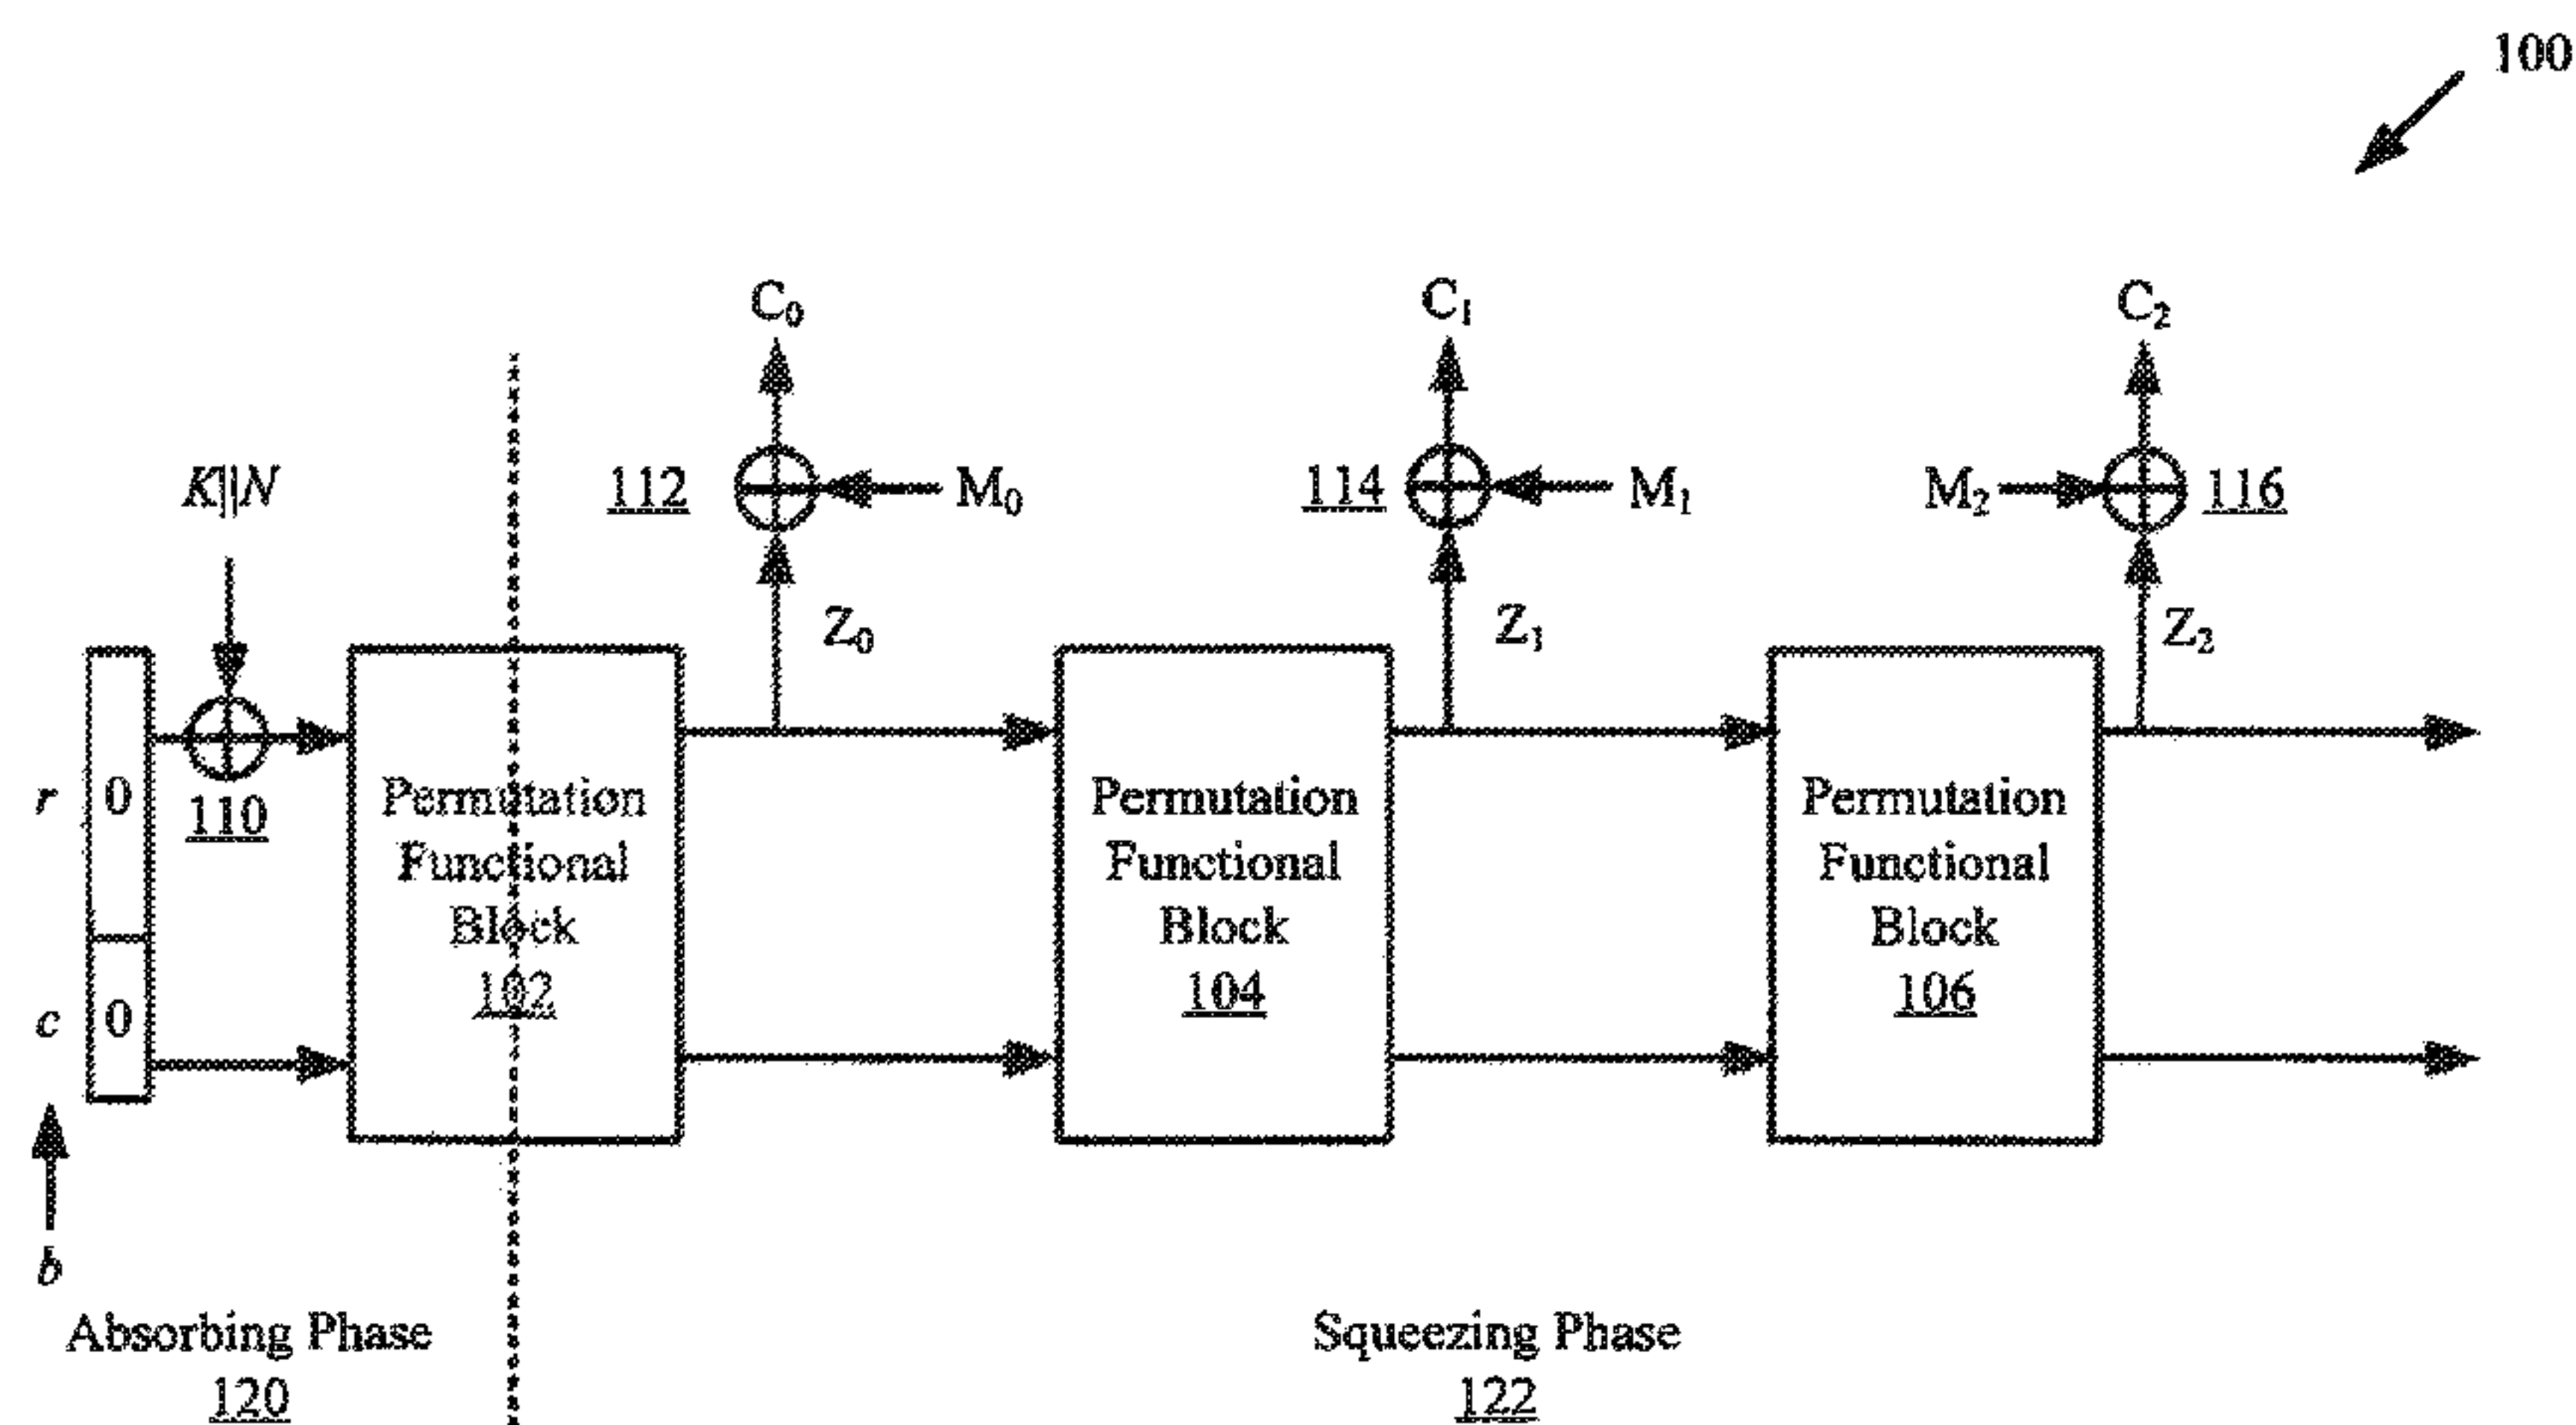 100
C₀
C₁
C₂
K||N
112
M₀
114
M₁
M₂
116
Z₀
Z₁
Z₂
r
0
110
c
0
b
Permutation
Functional
Block
102
Permutation
Functional
Block
104
Permutation
Functional
Block
106
Absorbing Phase
120
Squeezing Phase
122